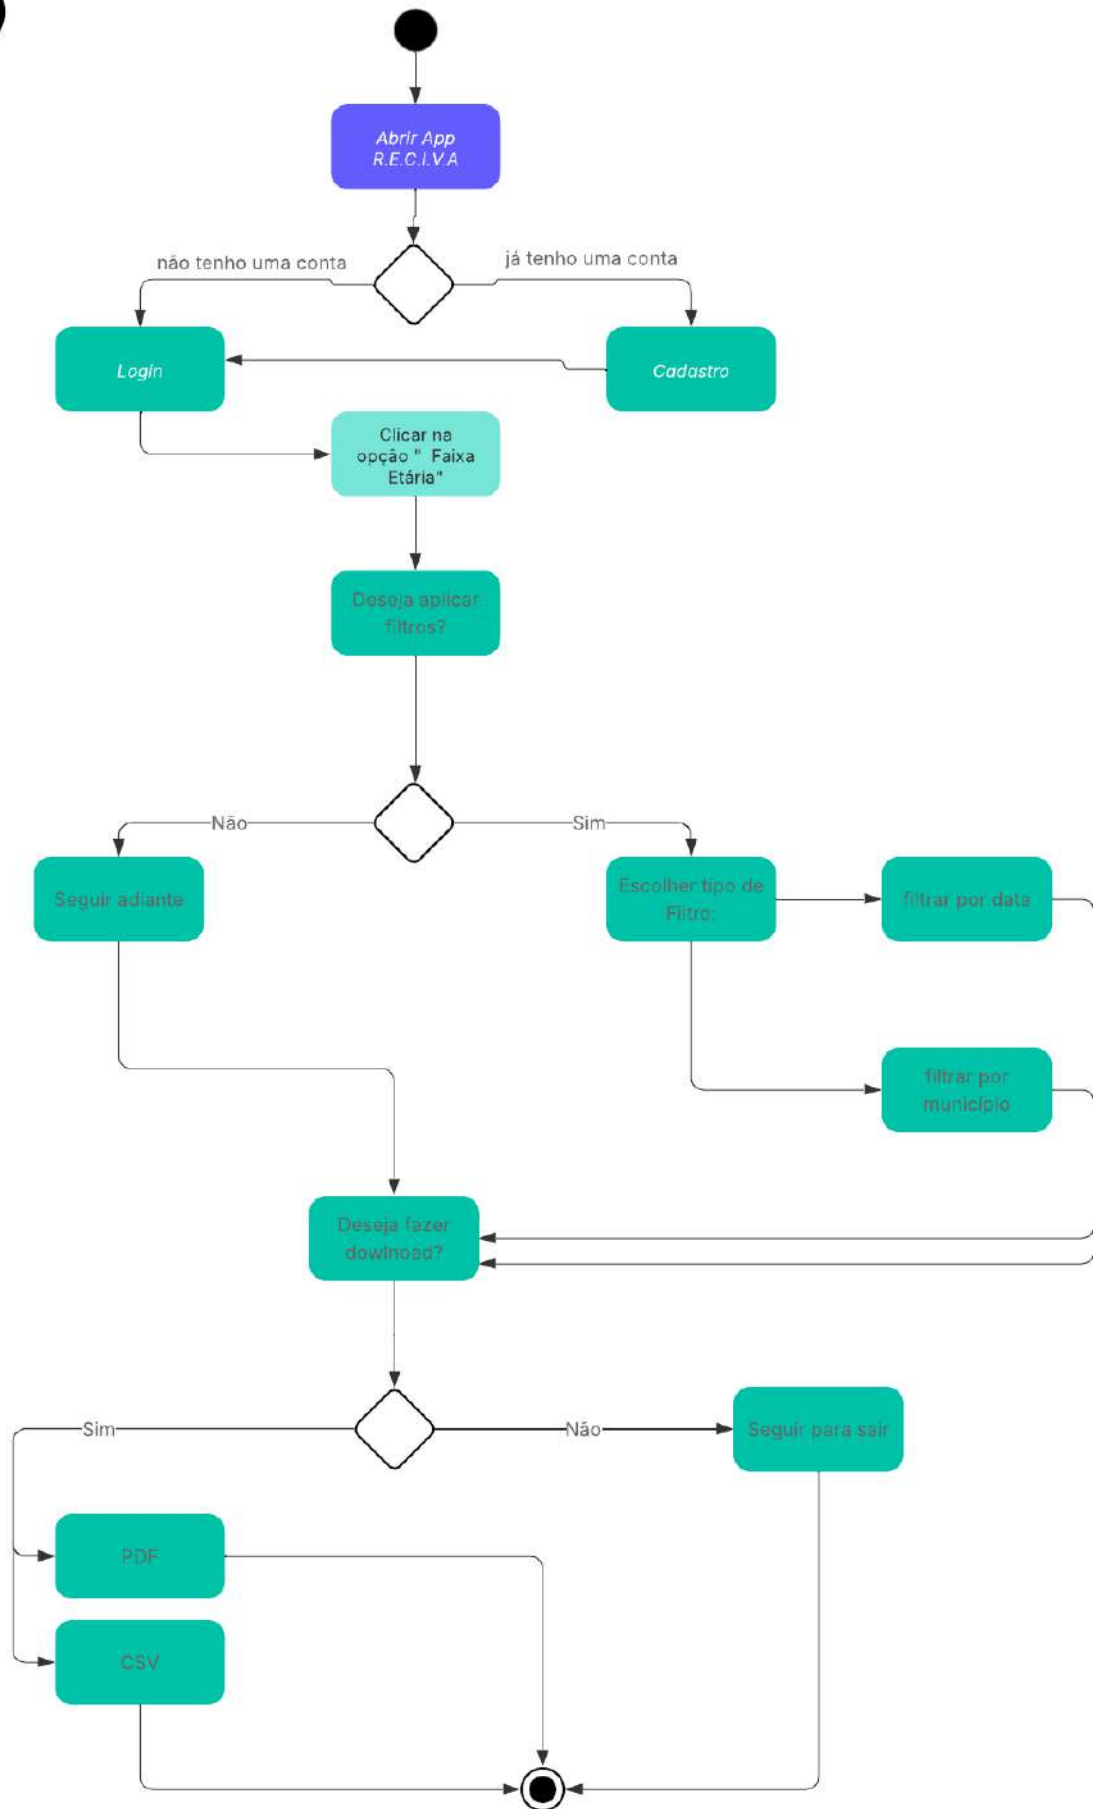 Abrir App
R.E.C.I.V.A
não tenho uma conta
já tenho uma conta
Login
Cadastro
Clicar na
opção "  Faixa
Etária"
Deseja aplicar
filtros?
Não
Sim
Seguir adiante
Escolher tipo de
Filtro:
filtrar por data
filtrar por
município
Deseja fazer
dowlnoad?
Sim
Não
Seguir para sair
PDF
CSV